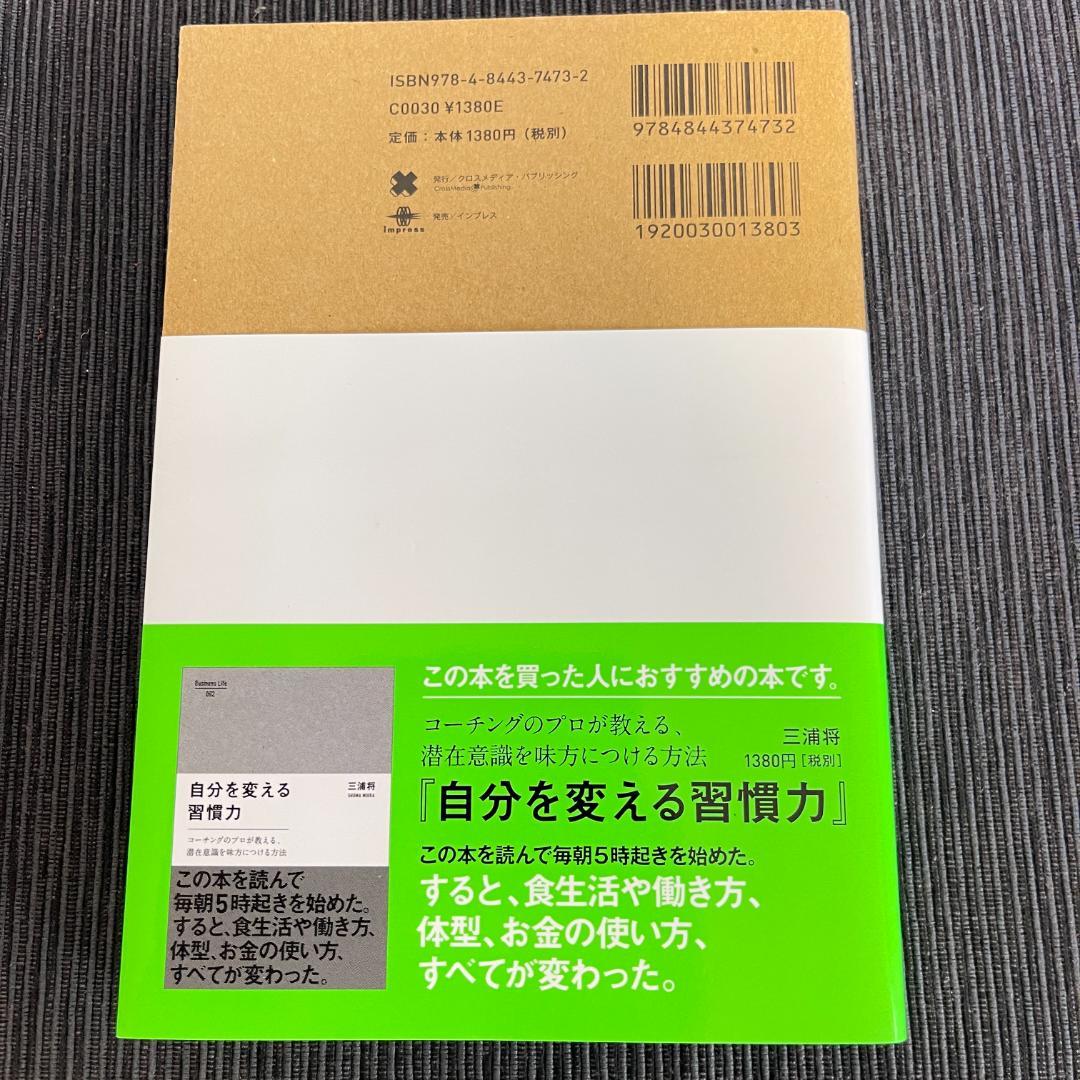 ISBN978-4-8443-7473-2
C0030 ¥1380E
定価：本体1380円（税別）
発行／クロスメディア・パブリッシング
CrossMedia Publishing
Impress
発売／インプレス
9784844374732
1920030013803
この本を買った人におすすめの本です。
コーチングのプロが教える、
潜在意識を味方につける方法
三浦将
1380円［税別］
『自分を変える習慣力』
この本を読んで毎朝5時起きを始めた。
すると、食生活や働き方、
体型、お金の使い方、
すべてが変わった。
Business Life
062
自分を変える
習慣力
三浦将
SHOMA MIURA
コーチングのプロが教える、
潜在意識を味方につける方法
この本を読んで
毎朝5時起きを始めた。
すると、食生活や働き方、
体型、お金の使い方、
すべてが変わった。